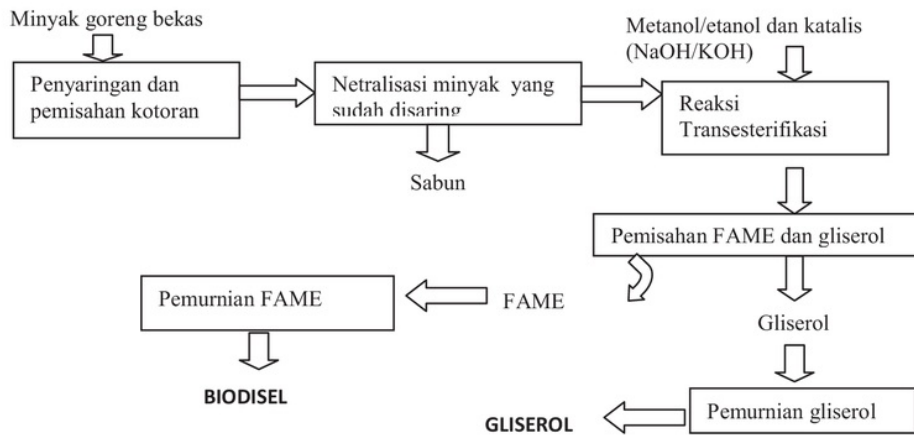 Minyak goreng bekas
Penyaringan dan
pemisahan kotoran
Netralisasi minyak yang
sudah disaring
Sabun
Metanol/etanol dan katalis
(NaOH/KOH)
Reaksi
Transesterifikasi
Pemisahan FAME dan gliserol
FAME
Pemurnian FAME
BIODISEL
Gliserol
Pemurnian gliserol
GLISEROL